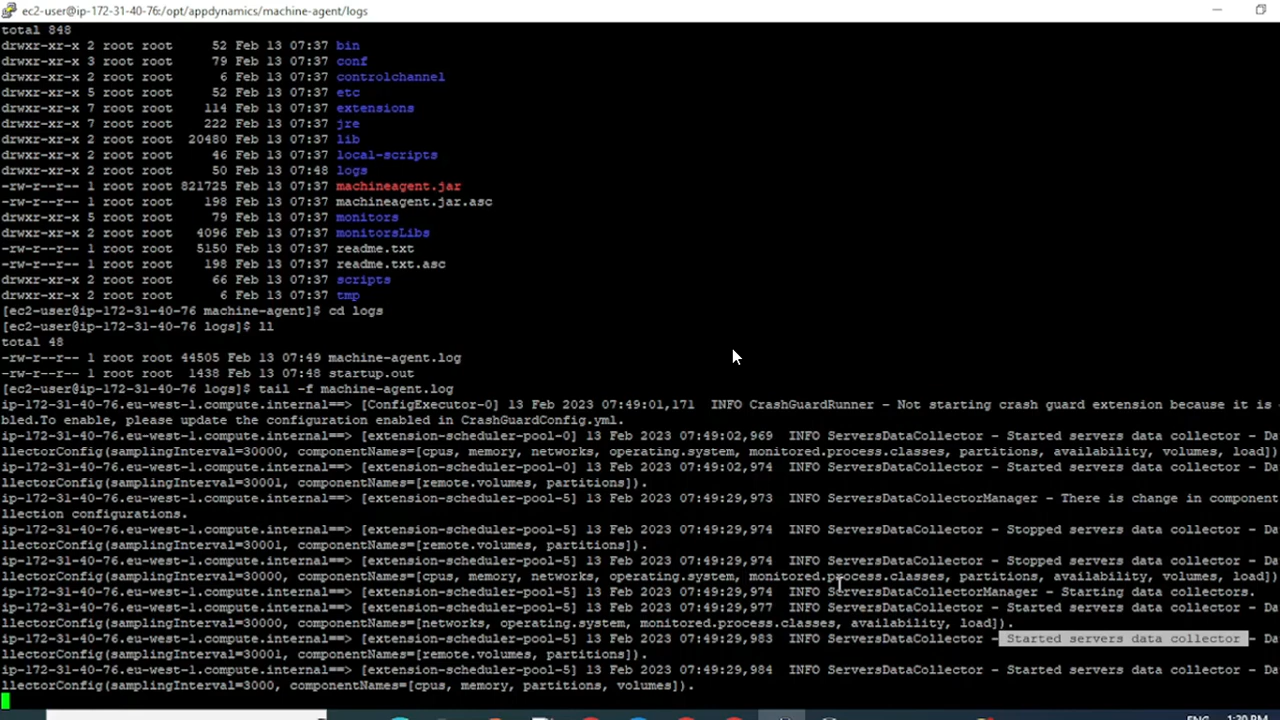 ec2-user@ip-172-31-40-76:/opt/appdynamics/machine-agent/logs
total 848
drwxr-xr-x 2 root root     52 Feb 13 07:37 bin
drwxr-xr-x 3 root root     79 Feb 13 07:37 conf
drwxr-xr-x 2 root root      6 Feb 13 07:37 controlchannel
drwxr-xr-x 5 root root     52 Feb 13 07:37 etc
drwxr-xr-x 7 root root    114 Feb 13 07:37 extensions
drwxr-xr-x 7 root root    222 Feb 13 07:37 jre
drwxr-xr-x 2 root root  20480 Feb 13 07:37 lib
drwxr-xr-x 2 root root     46 Feb 13 07:37 local-scripts
drwxr-xr-x 2 root root     50 Feb 13 07:48 logs
-rw-r--r-- 1 root root 821725 Feb 13 07:37 machineagent.jar
-rw-r--r-- 1 root root    198 Feb 13 07:37 machineagent.jar.asc
drwxr-xr-x 5 root root     79 Feb 13 07:37 monitors
drwxr-xr-x 2 root root   4096 Feb 13 07:37 monitorsLibs
-rw-r--r-- 1 root root   5150 Feb 13 07:37 readme.txt
-rw-r--r-- 1 root root    198 Feb 13 07:37 readme.txt.asc
drwxr-xr-x 2 root root     66 Feb 13 07:37 scripts
drwxr-xr-x 2 root root      6 Feb 13 07:37 tmp
[ec2-user@ip-172-31-40-76 machine-agent]$ cd logs
[ec2-user@ip-172-31-40-76 logs]$ ll
total 48
-rw-r--r-- 1 root root 44505 Feb 13 07:49 machine-agent.log
-rw-r--r-- 1 root root  1438 Feb 13 07:48 startup.out
[ec2-user@ip-172-31-40-76 logs]$ tail -f machine-agent.log
ip-172-31-40-76.eu-west-1.compute.internal==> [ConfigExecutor-0] 13 Feb 2023 07:49:01,171  INFO CrashGuardRunner - Not starting crash guard extension because it is
bled.To enable, please update the configuration enabled in CrashGuardConfig.yml.
ip-172-31-40-76.eu-west-1.compute.internal==> [extension-scheduler-pool-0] 13 Feb 2023 07:49:02,969  INFO ServersDataCollector - Started servers data collector - Da
llectorConfig(samplingInterval=30000, componentNames=[cpus, memory, networks, operating.system, monitored.process.classes, partitions, availability, volumes, load])
ip-172-31-40-76.eu-west-1.compute.internal==> [extension-scheduler-pool-0] 13 Feb 2023 07:49:02,974  INFO ServersDataCollector - Started servers data collector - Da
llectorConfig(samplingInterval=30001, componentNames=[remote.volumes, partitions]).
ip-172-31-40-76.eu-west-1.compute.internal==> [extension-scheduler-pool-5] 13 Feb 2023 07:49:29,973  INFO ServersDataCollectorManager - There is change in component
llection configurations.
ip-172-31-40-76.eu-west-1.compute.internal==> [extension-scheduler-pool-5] 13 Feb 2023 07:49:29,974  INFO ServersDataCollector - Stopped servers data collector - Da
llectorConfig(samplingInterval=30001, componentNames=[remote.volumes, partitions]).
ip-172-31-40-76.eu-west-1.compute.internal==> [extension-scheduler-pool-5] 13 Feb 2023 07:49:29,974  INFO ServersDataCollector - Stopped servers data collector - Da
llectorConfig(samplingInterval=30000, componentNames=[cpus, memory, networks, operating.system, monitored.process.classes, partitions, availability, volumes, load])
ip-172-31-40-76.eu-west-1.compute.internal==> [extension-scheduler-pool-5] 13 Feb 2023 07:49:29,974  INFO ServersDataCollectorManager - Starting data collectors.
ip-172-31-40-76.eu-west-1.compute.internal==> [extension-scheduler-pool-5] 13 Feb 2023 07:49:29,977  INFO ServersDataCollector - Started servers data collector - Da
llectorConfig(samplingInterval=30000, componentNames=[networks, operating.system, monitored.process.classes, availability, load]).
ip-172-31-40-76.eu-west-1.compute.internal==> [extension-scheduler-pool-5] 13 Feb 2023 07:49:29,983  INFO ServersDataCollector - Started servers data collector - Da
llectorConfig(samplingInterval=30001, componentNames=[remote.volumes, partitions]).
ip-172-31-40-76.eu-west-1.compute.internal==> [extension-scheduler-pool-5] 13 Feb 2023 07:49:29,984  INFO ServersDataCollector - Started servers data collector - Da
llectorConfig(samplingInterval=3000, componentNames=[cpus, memory, partitions, volumes]).
ENG 1:20 PM